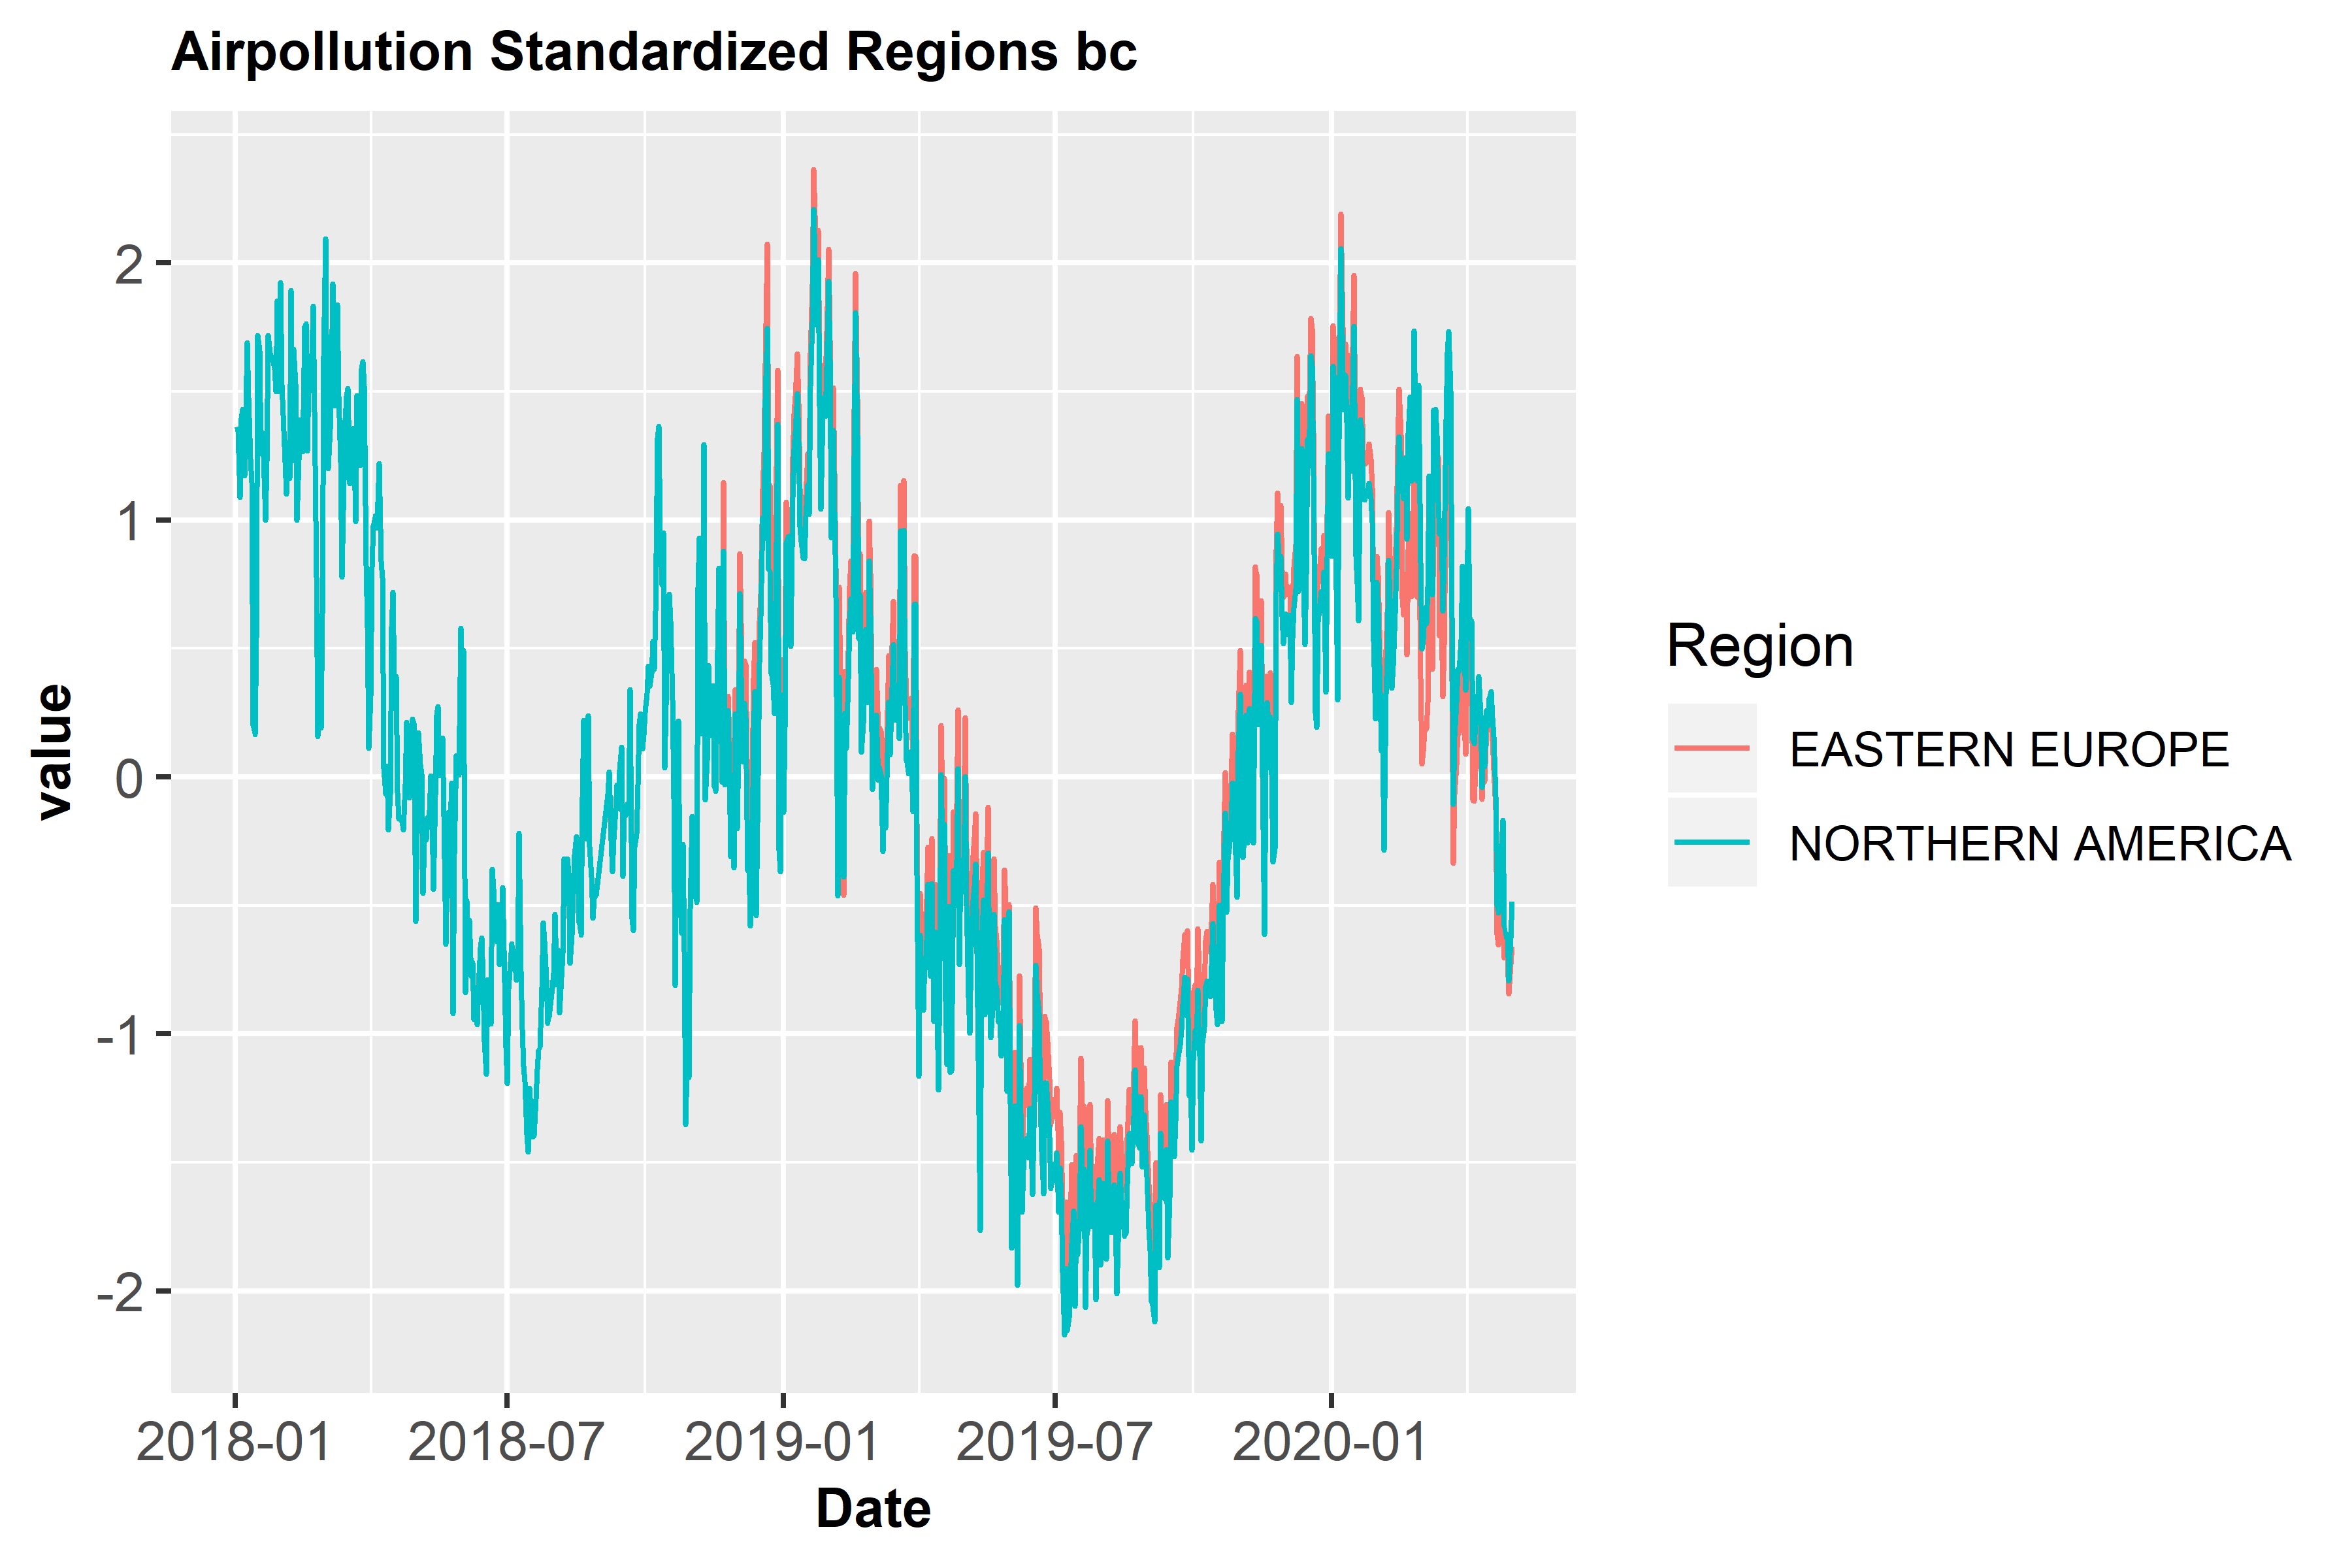 Airpollution Standardized Regions bc
value
2
1
0
-1
-2
2018-01 2018-07 2019-01 2019-07 2020-01
Date
Region
EASTERN EUROPE
NORTHERN AMERICA